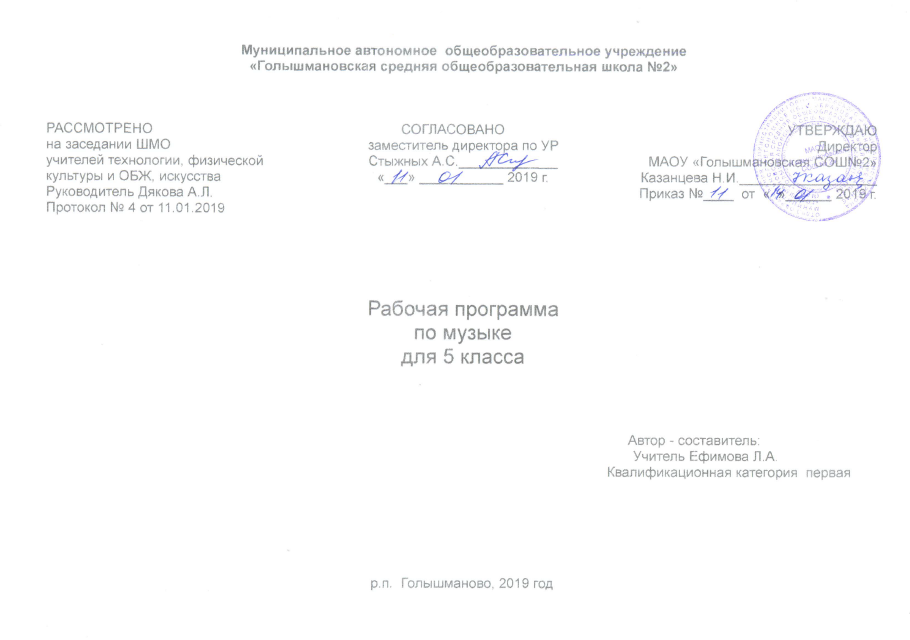 Муниципальное автономное общеобразовательное учреждение
«Голышмановская средняя общеобразовательная школа №2»
РАССМОТРЕНО
на заседании ШМО
учителей технологии, физической
культуры и ОБЖ, искусства
Руководитель Дякова А.Л.
Протокол № 4 от 11.01.2019
СОГЛАСОВАНО
заместитель директора по УР
Стыжных А.С.
«11» 01 2019 г.
УТВЕРЖДАЮ
Директор
МАОУ «Голышмановская СОШ№2»
Казанцева Н.И.
Приказ № 11 от « » 01 2019 г.
Рабочая программа
по музыке
для 5 класса
Автор - составитель:
Учитель Ефимова Л.А.
Квалификационная категория первая
р.п. Голышманово, 2019 год